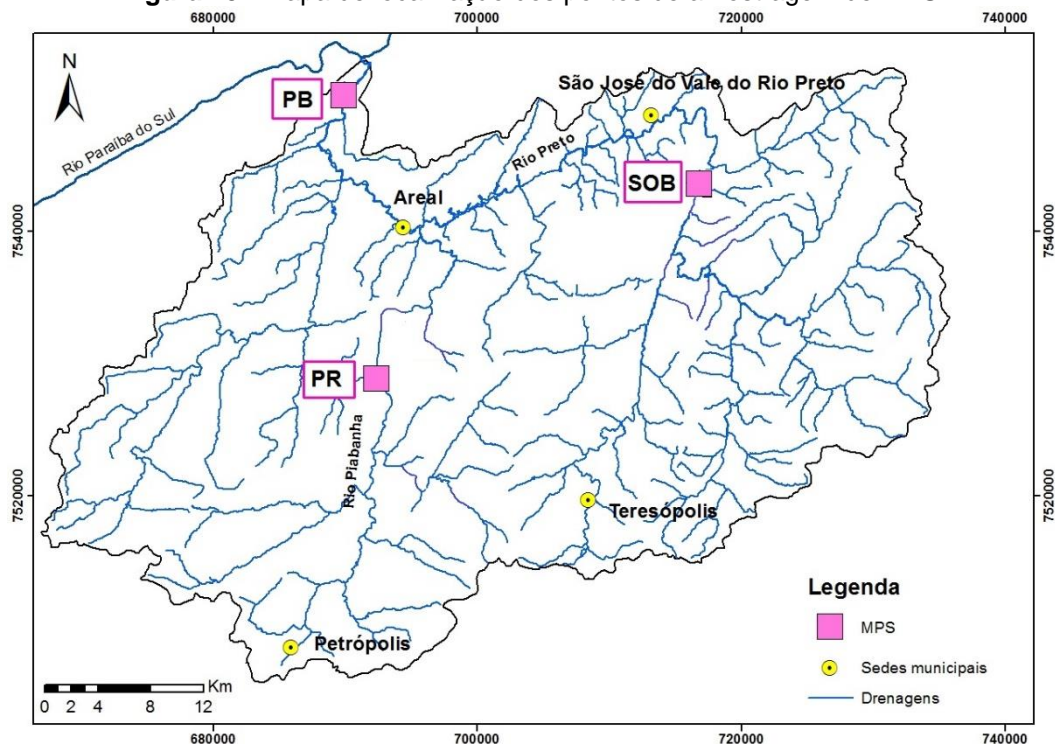 680000 700000 720000 740000
N
PB
São José do Vale do Rio Preto
Rio Paraíba do Sul
Rio Preto
SOB
Areal
7540000 7540000
PR
Rio Piabanha
7520000 7520000
Teresópolis
Legenda
MPS
Petrópolis
Sedes municipais
Km
0 2 4 8 12
Drenagens
680000 700000 720000 740000